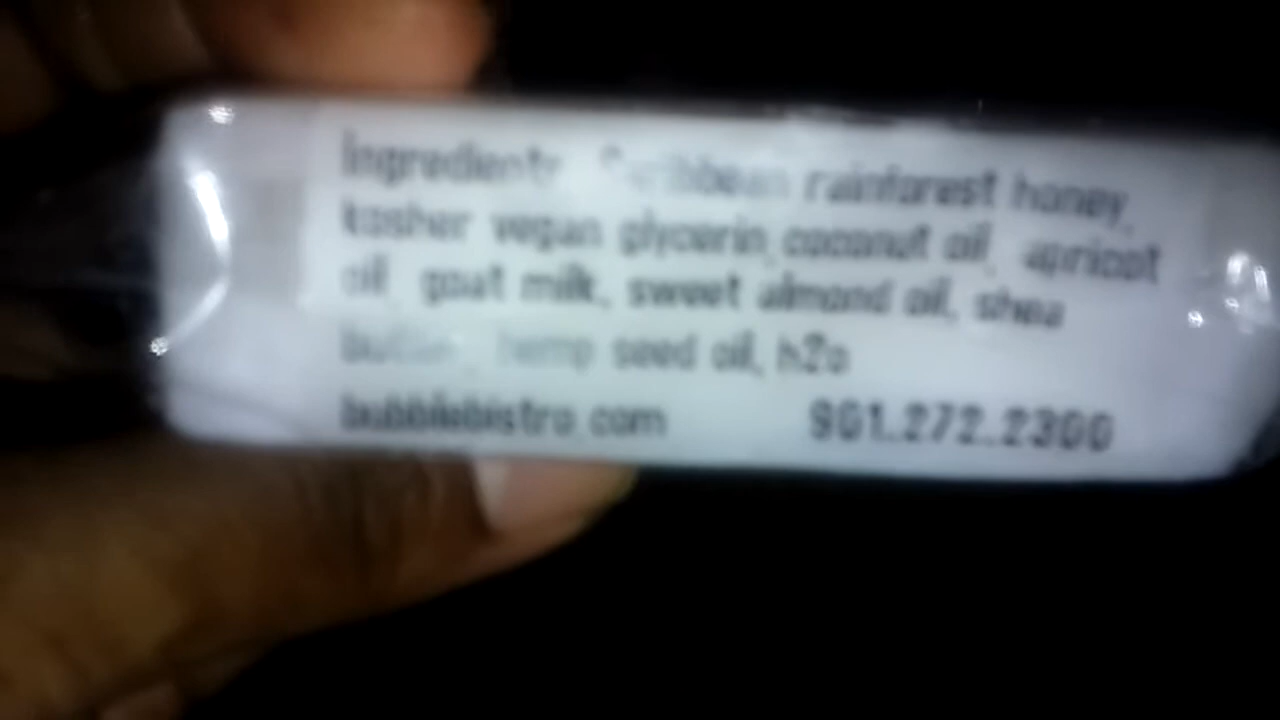 Ingredients Caribbean rainforest honey,
kosher vegan glycerin, coconut oil, apricot
oil, goat milk, sweet almond oil, shea
butter, hemp seed oil, h2o
bubblebistro.com 901.272.2300